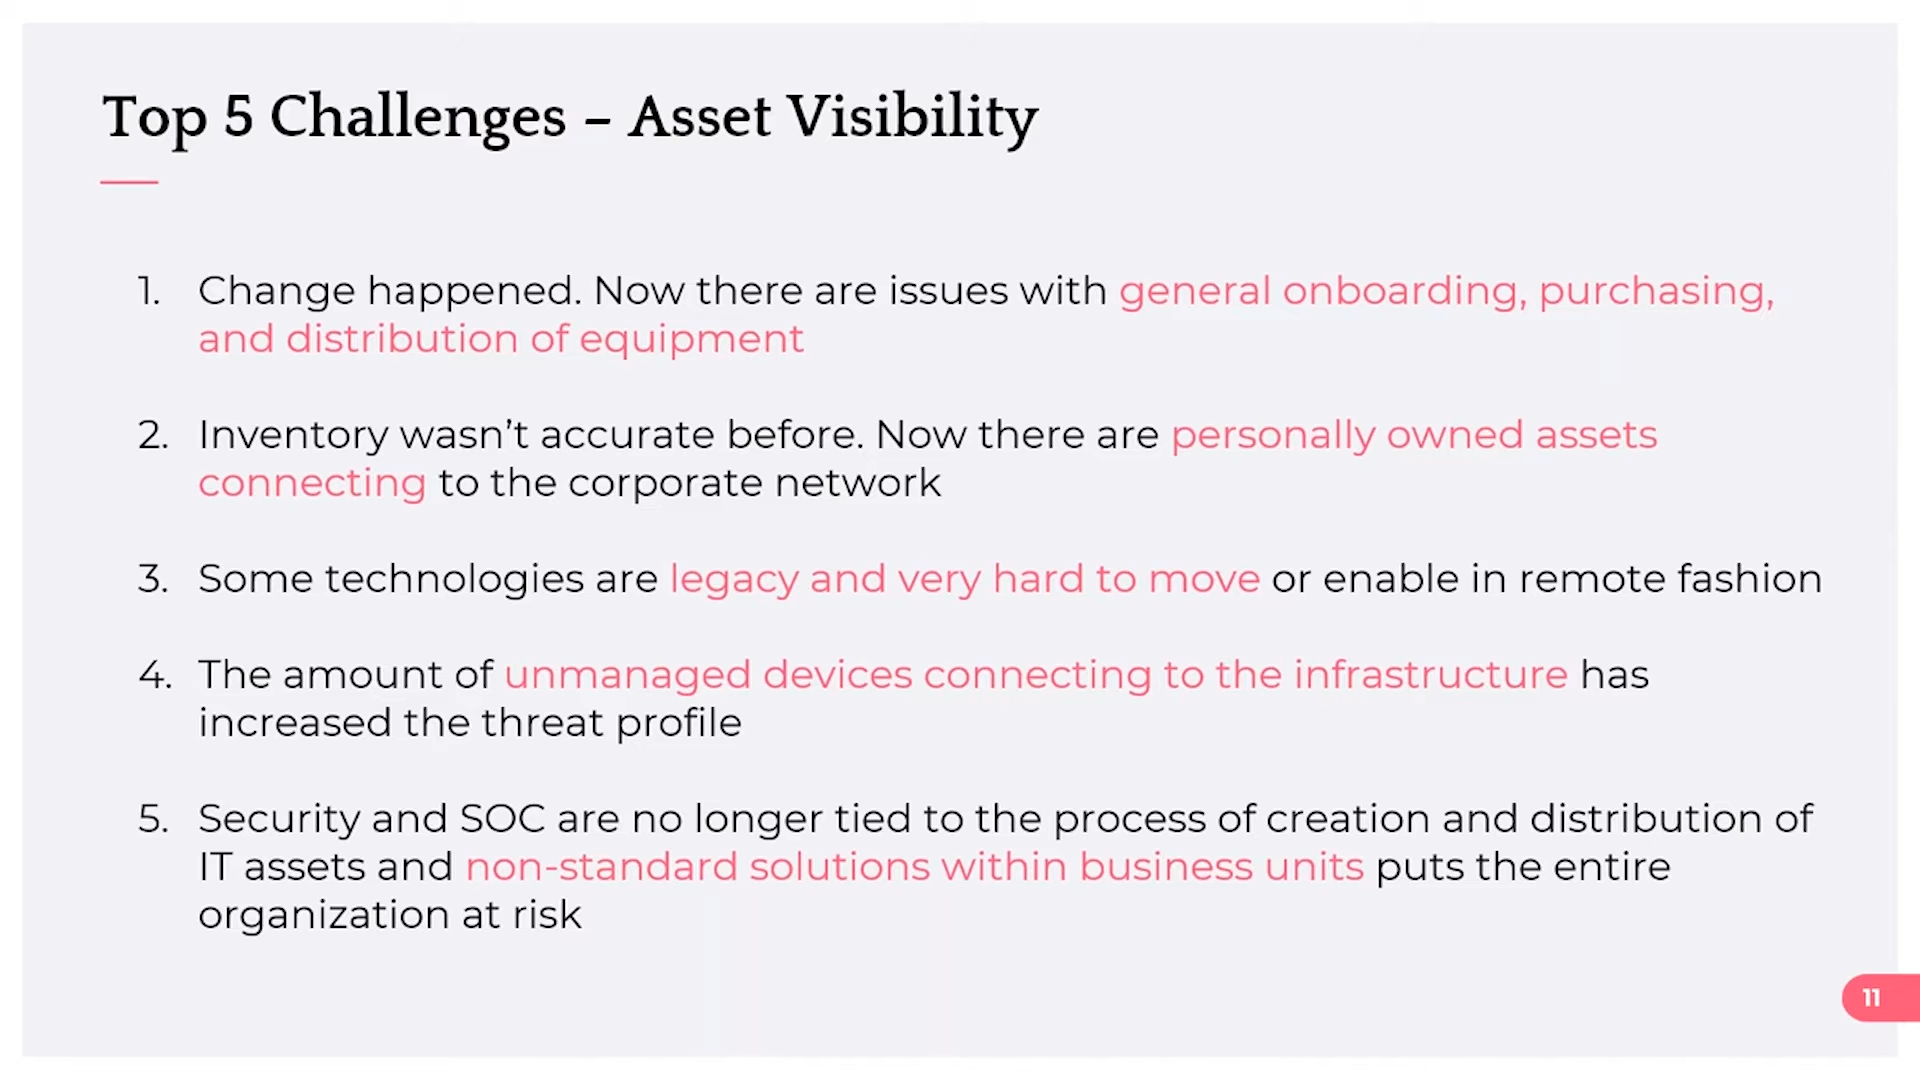 Top 5 Challenges – Asset Visibility
1. Change happened. Now there are issues with general onboarding, purchasing,
and distribution of equipment
2. Inventory wasn’t accurate before. Now there are personally owned assets
connecting to the corporate network
3. Some technologies are legacy and very hard to move or enable in remote fashion
4. The amount of unmanaged devices connecting to the infrastructure has
increased the threat profile
5. Security and SOC are no longer tied to the process of creation and distribution of
IT assets and non-standard solutions within business units puts the entire
organization at risk
11